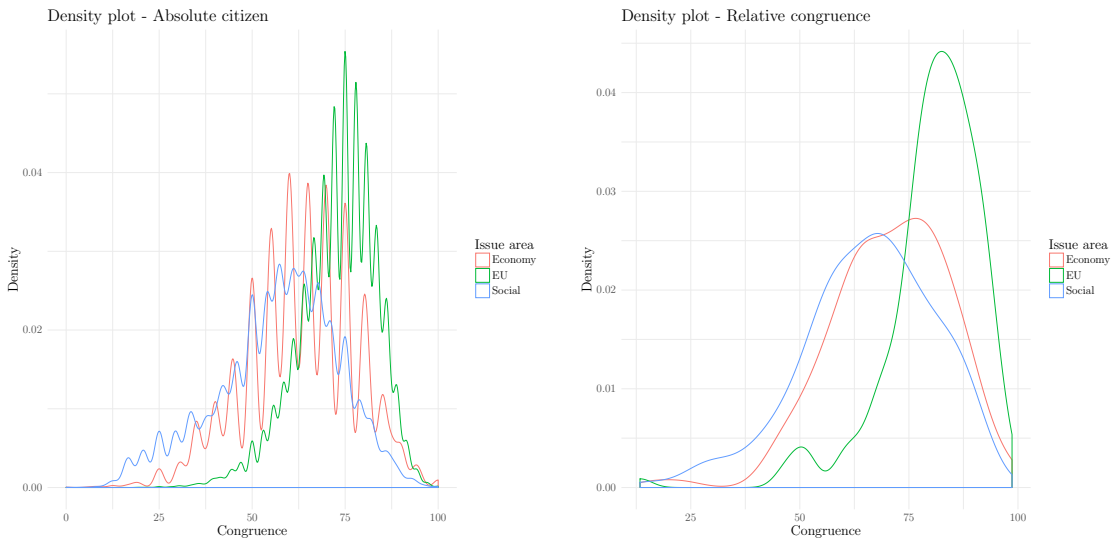 Density plot - Absolute citizen
Density
0.04
0.02
0.00
0 25 50 75 100
Congruence
Issue area
Economy
EU
Social
Density plot - Relative congruence
Density
0.04
0.03
0.02
0.01
0.00
25 50 75 100
Congruence
Issue area
Economy
EU
Social